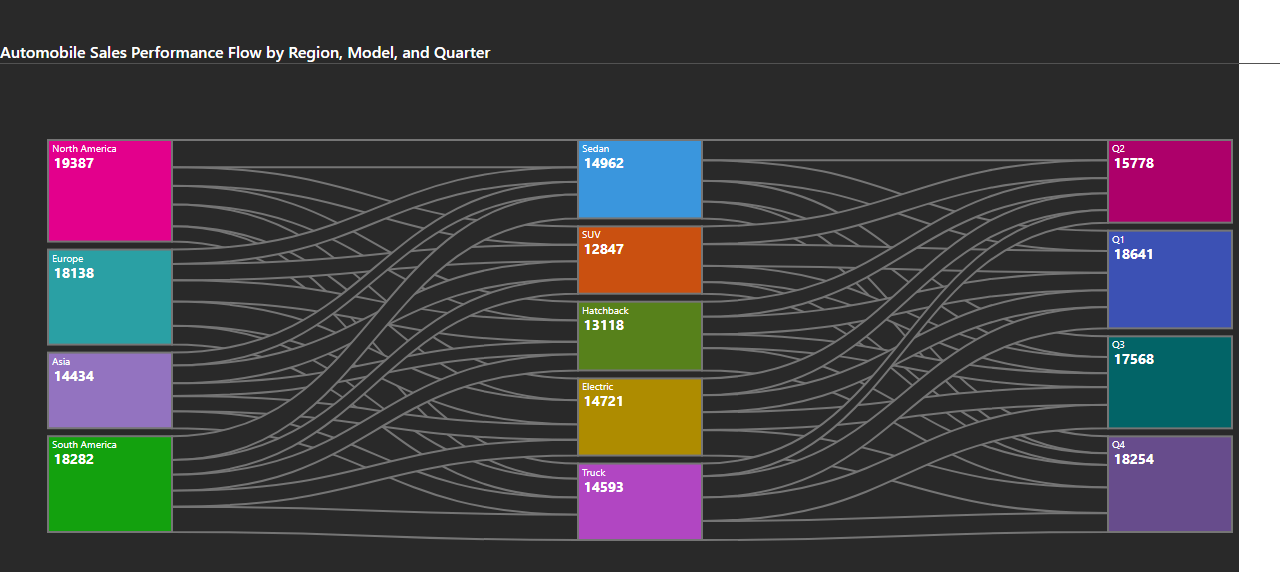 Automobile Sales Performance Flow by Region, Model, and Quarter
North America
19387
Europe
18138
Asia
14434
South America
18282
Sedan
14962
SUV
12847
Hatchback
13118
Electric
14721
Truck
14593
Q2
15778
Q1
18641
Q3
17568
Q4
18254